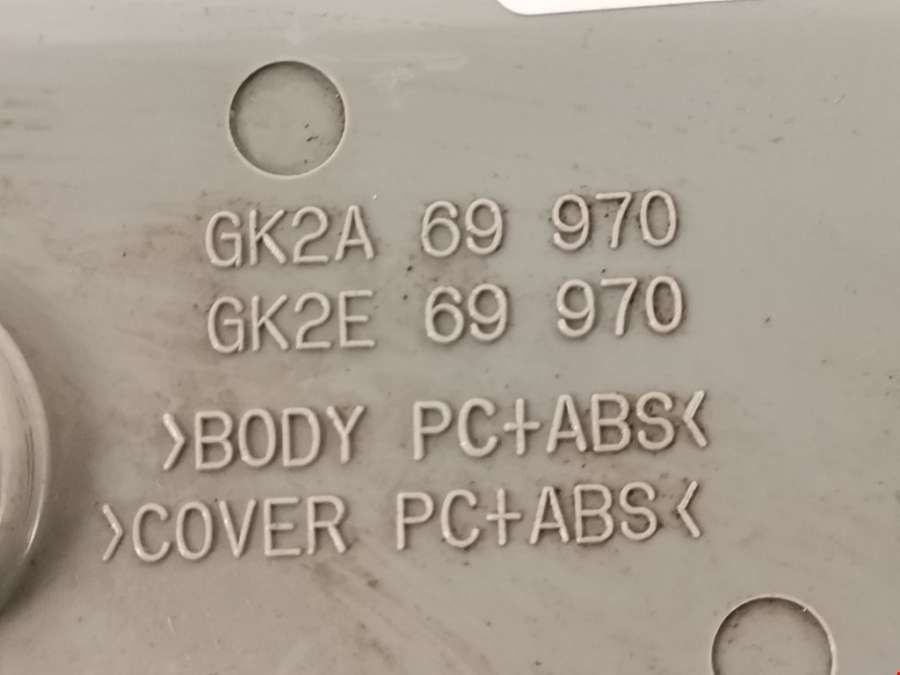 GK2A 69 970
GK2E 69 970
>BODY PC+ABS<
>COVER PC+ABS<